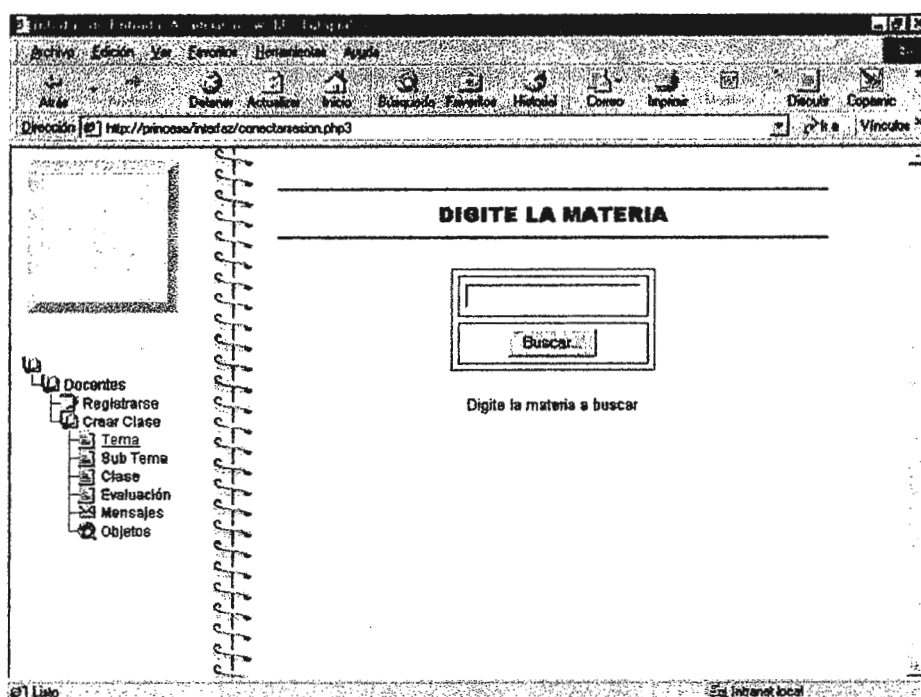 Archivo Edición Ver Favoritos Herramientas Ayuda
Atrás Detener Actualizar Inicio Búsqueda Favoritos Historial Correo Imprimir Discutir Copernic
Dirección http://princesa/interfaz/conectarsesion.php3 Ir a Vínculos
DIGITE LA MATERIA
Buscar...
Digite la materia a buscar
Docentes
Registrarse
Crear Clase
Tema
Sub Tema
Clase
Evaluación
Mensajes
Objetos
Listo Intranet local